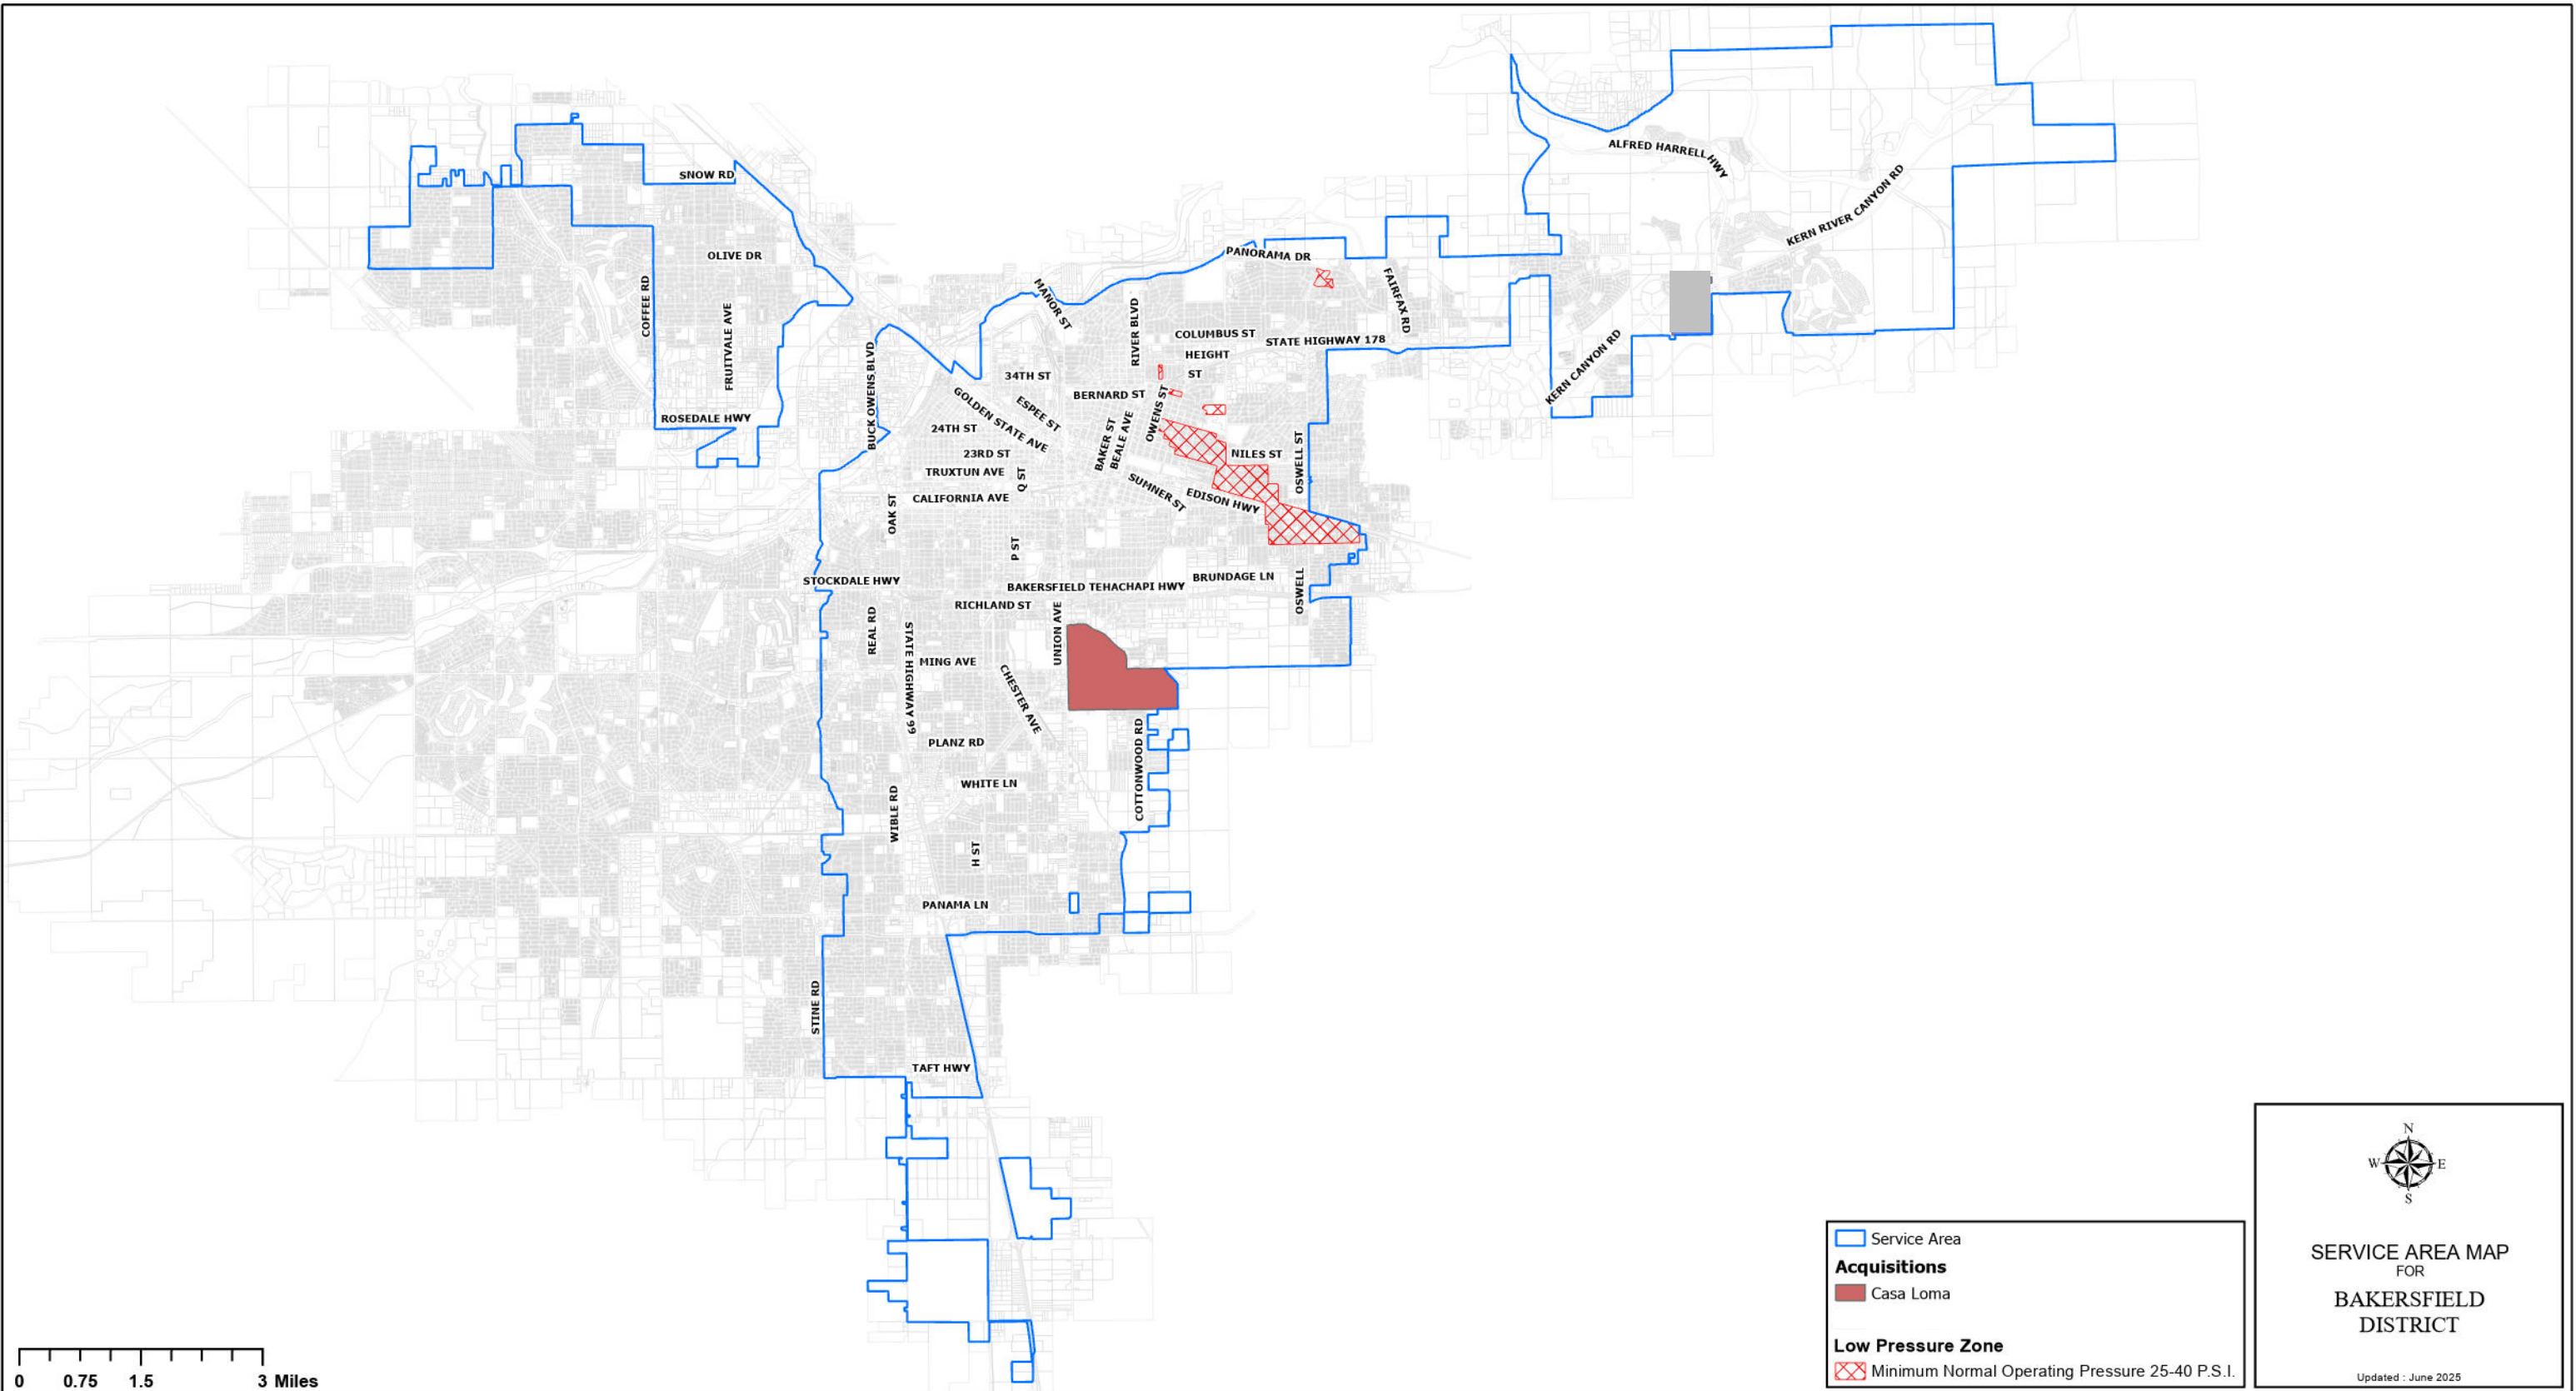 SNOW RD
ALFRED HARRELL HWY
KERN RIVER CANYON RD
OLIVE DR
PANORAMA DR
COFFEE RD
FRUITVALE AVE
MANOR ST
RIVER BLVD
FAIRFAX RD
COLUMBUS ST
STATE HIGHWAY 178
HEIGHT
ST
BUCK OWENS BLVD
34TH ST
KERN CANYON RD
BERNARD ST
GOLDEN STATE AVE
ESPEE ST
OWENS ST
ROSEDALE HWY
24TH ST
BAKER ST
BEALE AVE
23RD ST
NILES ST
OSWELL ST
TRUXTUN AVE
Q ST
CALIFORNIA AVE
SUMNER ST
EDISON HWY
OAK ST
P ST
STOCKDALE HWY
BAKERSFIELD TEHACHAPI HWY
BRUNDAGE LN
OSWELL
RICHLAND ST
REAL RD
STATE HIGHWAY 99
UNION AVE
MING AVE
CHESTER AVE
PLANZ RD
COTTONWOOD RD
WHITE LN
WIBLE RD
H ST
PANAMA LN
STINE RD
TAFT HWY
0 0.75 1.5 3 Miles
Service Area
Acquisitions
Casa Loma
Low Pressure Zone
Minimum Normal Operating Pressure 25-40 P.S.I.
N
W E
S
SERVICE AREA MAP
FOR
BAKERSFIELD
DISTRICT
Updated : June 2025